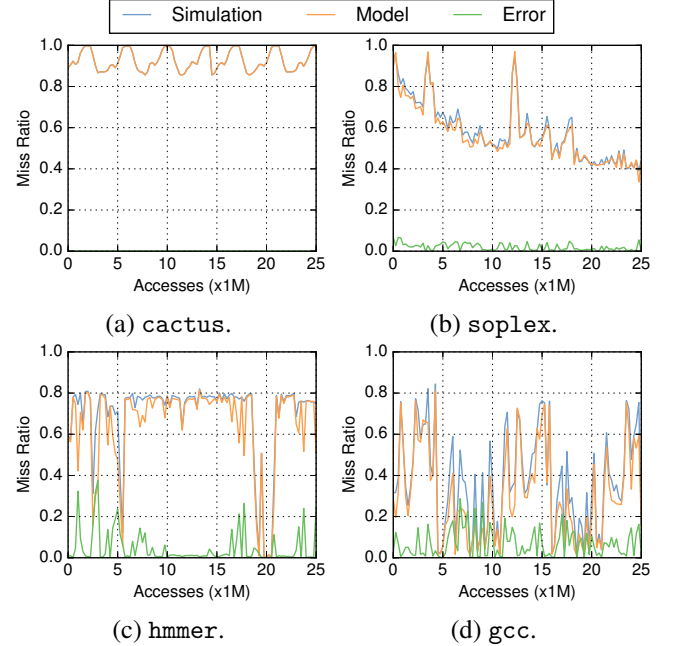 Simulation Model Error
1.0
0.8
0.6
0.4
0.2
0.0
Miss Ratio
0 5 10 15 20 25
Accesses (x1M)
(a) cactus.
1.0
0.8
0.6
0.4
0.2
0.0
Miss Ratio
0 5 10 15 20 25
Accesses (x1M)
(b) soplex.
1.0
0.8
0.6
0.4
0.2
0.0
Miss Ratio
0 5 10 15 20 25
Accesses (x1M)
(c) hmmer.
1.0
0.8
0.6
0.4
0.2
0.0
Miss Ratio
0 5 10 15 20 25
Accesses (x1M)
(d) gcc.